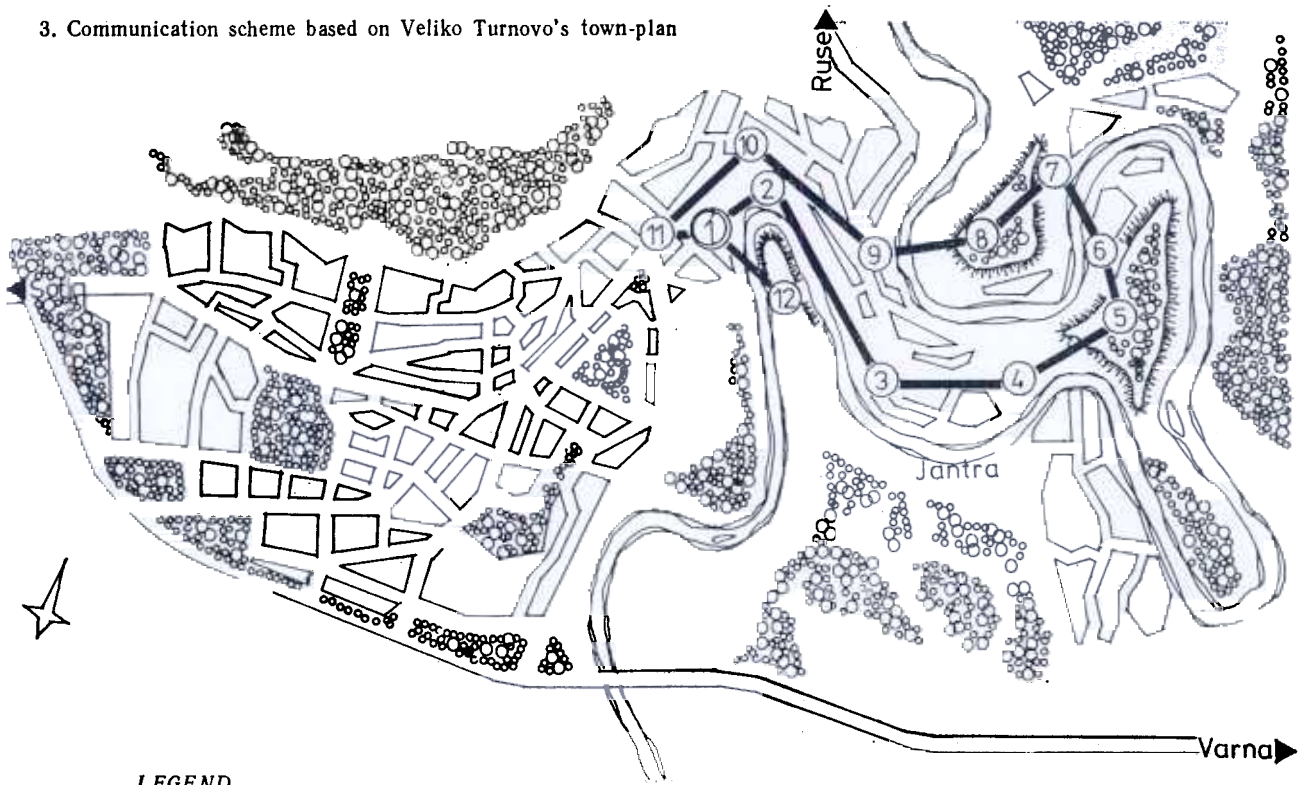 3. Communication scheme based on Veliko Turnovo's town-plan
Ruse
10
7
2
11
1
8
9
6
12
5
3
4
Jantra
Varna
LEGEND